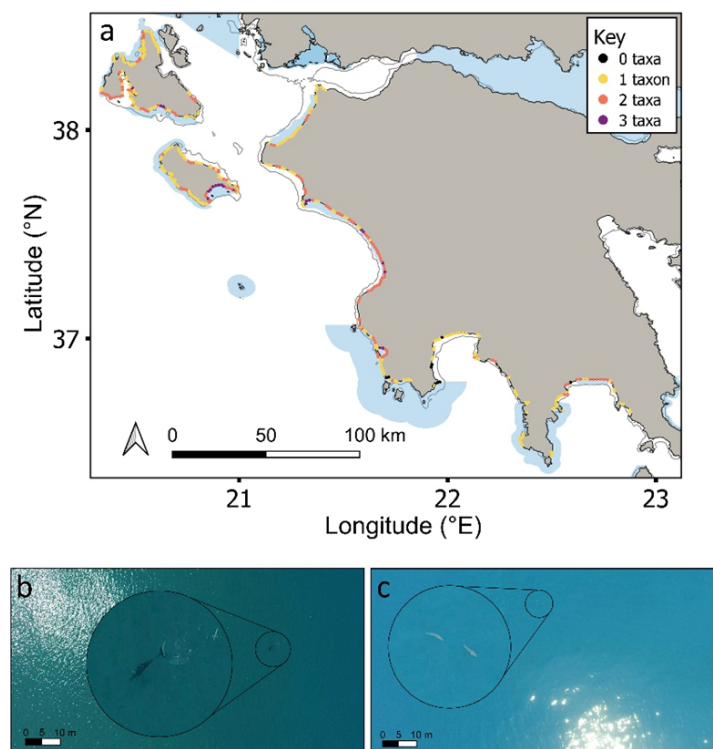 a
Key
0 taxa
1 taxon
2 taxa
3 taxa
38
37
Latitude (°N)
0 50 100 km
21 22 23
Longitude (°E)
b
0 5 10 m
c
0 5 10 m